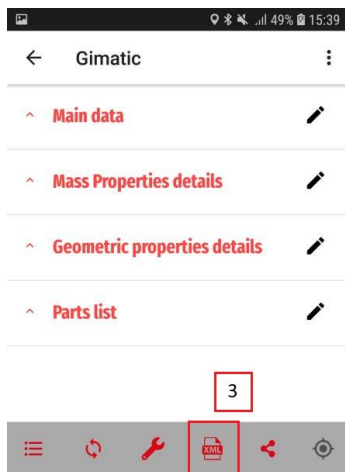 49% 15:39
Gimatic
Main data
Mass Properties details
Geometric properties details
Parts list
3
XML